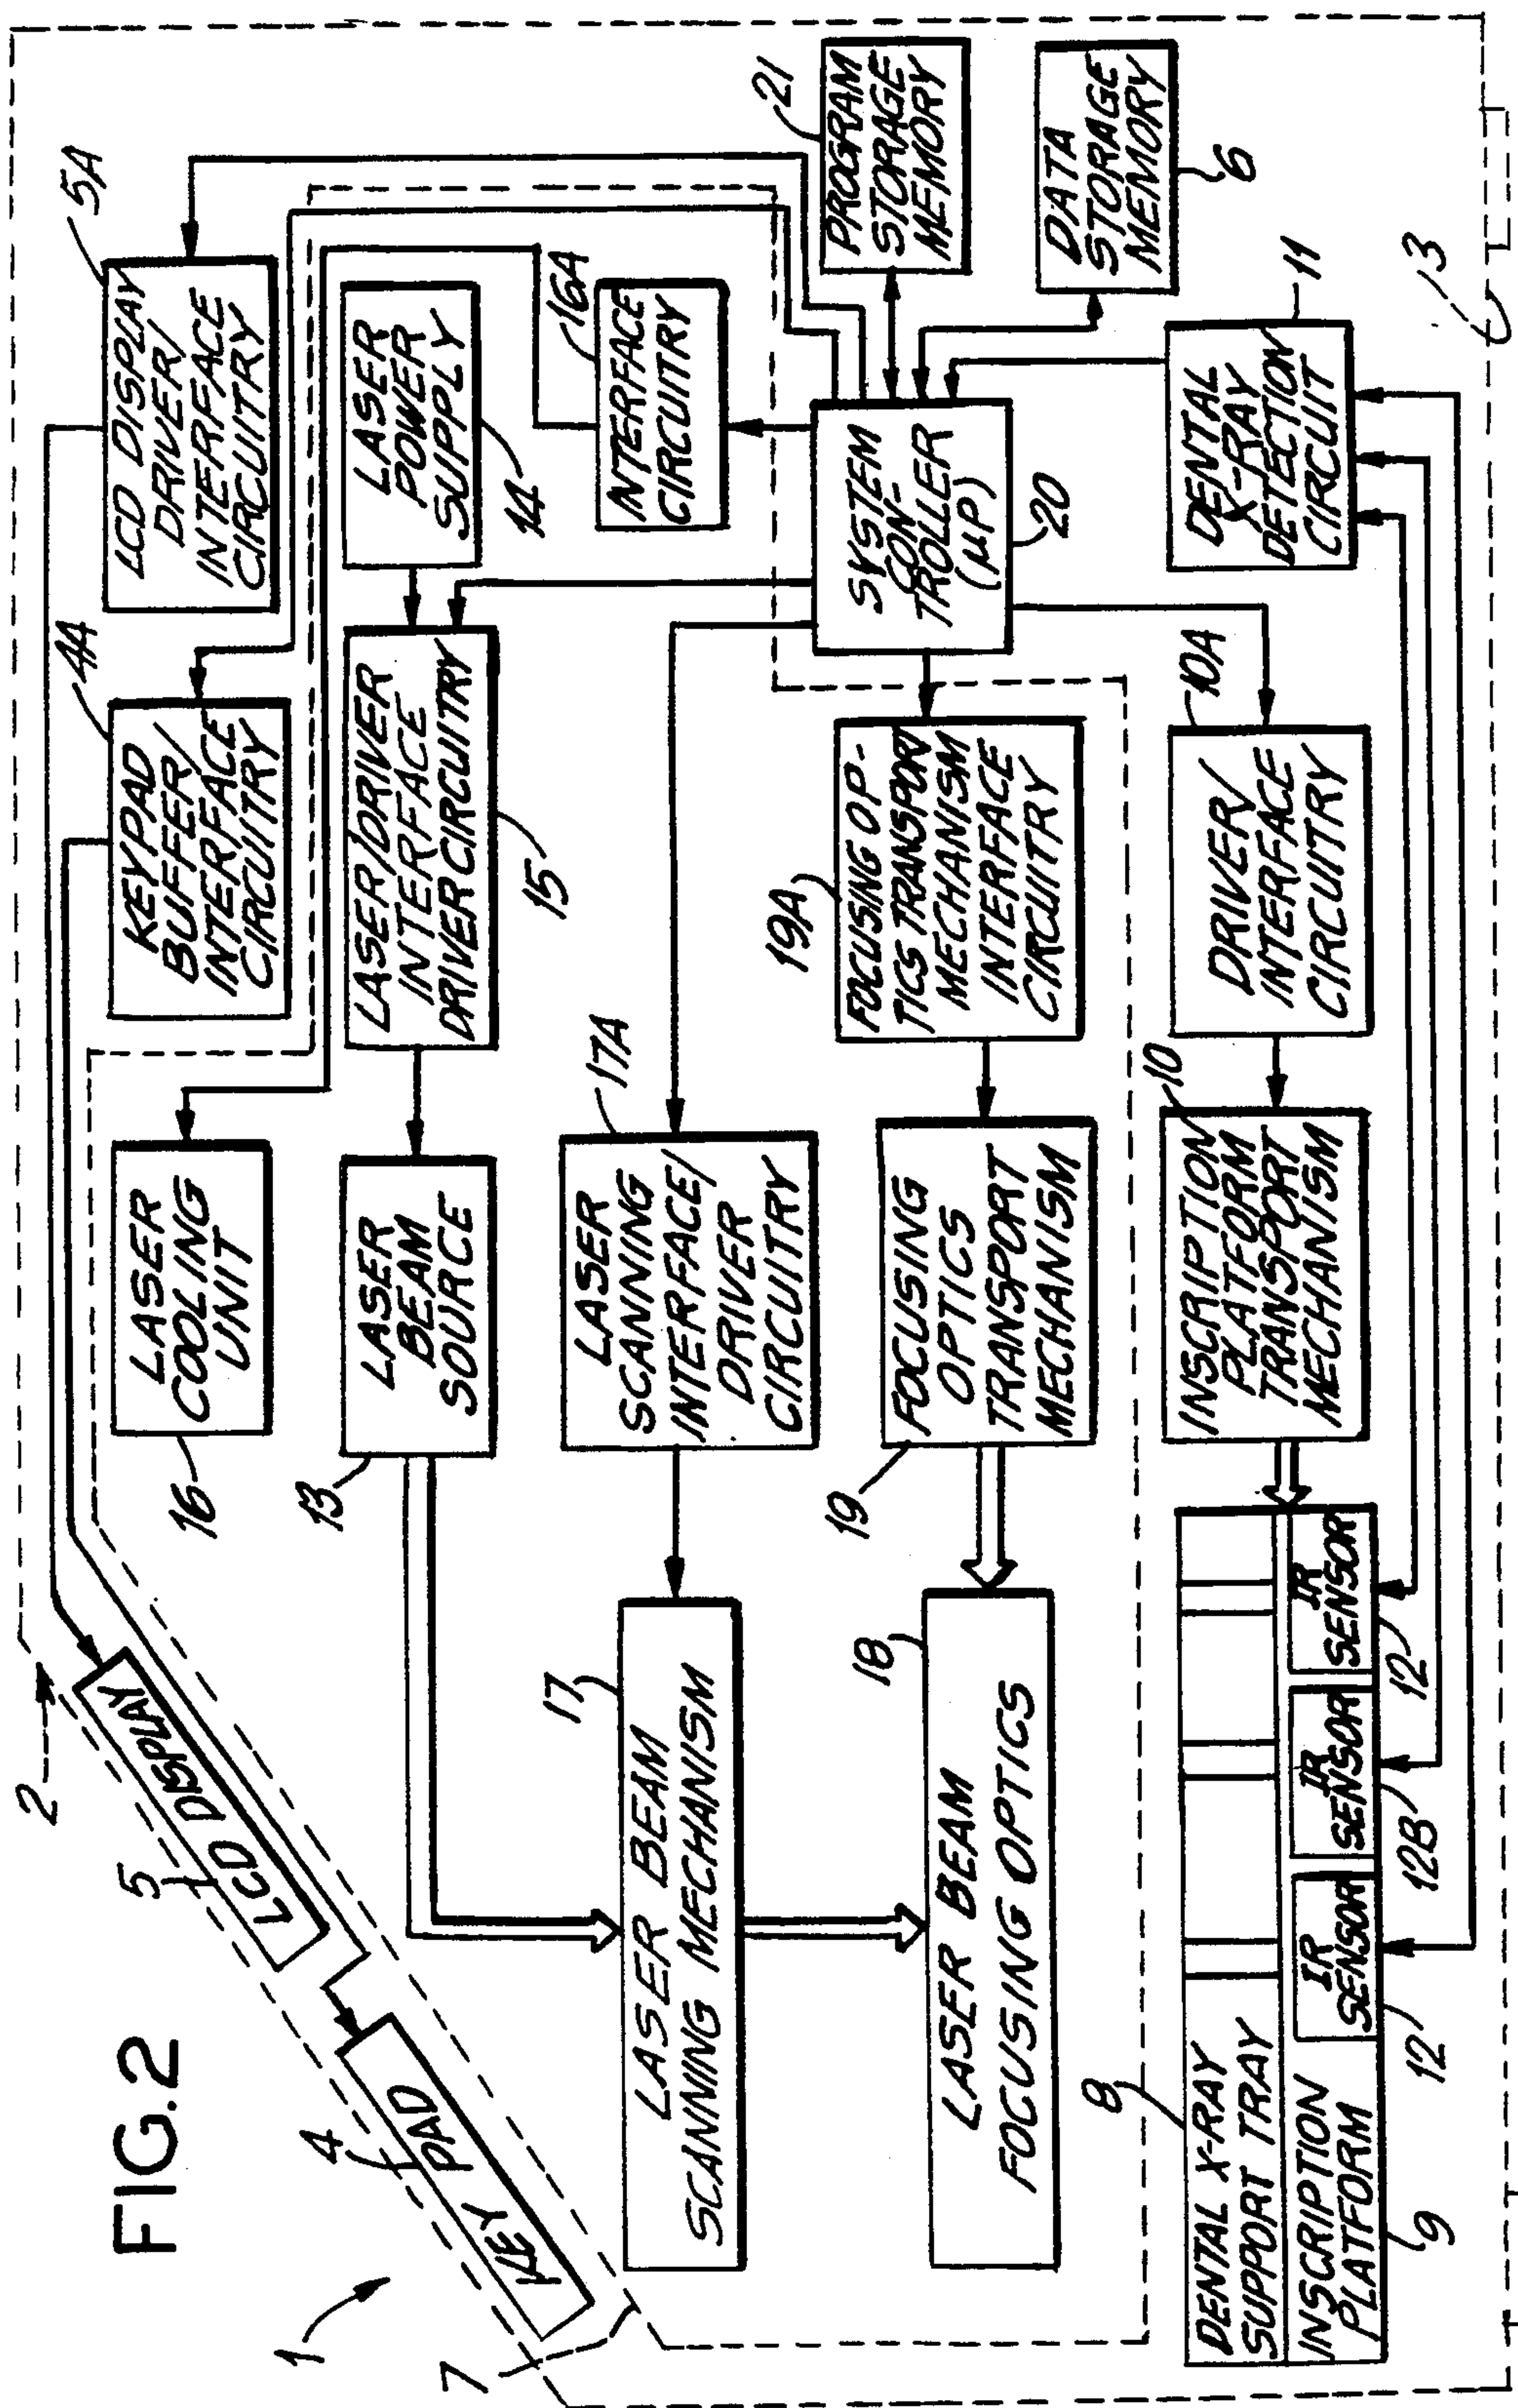 FIG.2
1
2
3
7
5
LCD DISPLAY
4
KEY PAD
5A
LCD DISPLAY
DRIVER/
INTERFACE
CIRCUITRY
4A
KEYPAD
BUFFER/
INTERFACE
CIRCUITRY
LASER
COOLING
UNIT
16
LASER
POWER
SUPPLY
14
16A
INTERFACE
CIRCUITRY
LASER/DRIVER
INTERFACE
DRIVER CIRCUITRY
15
LASER
BEAM
SOURCE
13
17A
LASER
SCANNING
INTERFACE/
DRIVER
CIRCUITRY
17
LASER BEAM
SCANNING MECHANISM
SYSTEM
CON-
TROLLER
(μP)
20
21
PROGRAM
STORAGE
MEMORY
DATA
STORAGE
MEMORY
6
19A
FOCUSING OP-
TICS TRANSPORT
MECHANISM
INTERFACE
CIRCUITRY
FOCUSING
OPTICS
TRANSPORT
MECHANISM
19
18
LASER BEAM
FOCUSING OPTICS
11
DENTAL
X-RAY
DETECTION
CIRCUIT
10A
DRIVER/
INTERFACE
CIRCUITRY
10
INSCRIPTION
PLATFORM
TRANSPORT
MECHANISM
8
DENTAL X-RAY
SUPPORT TRAY
INSCRIPTION
PLATFORM
9
IR
SENSOR
12
IR
SENSOR
12B
IR
SENSOR
12